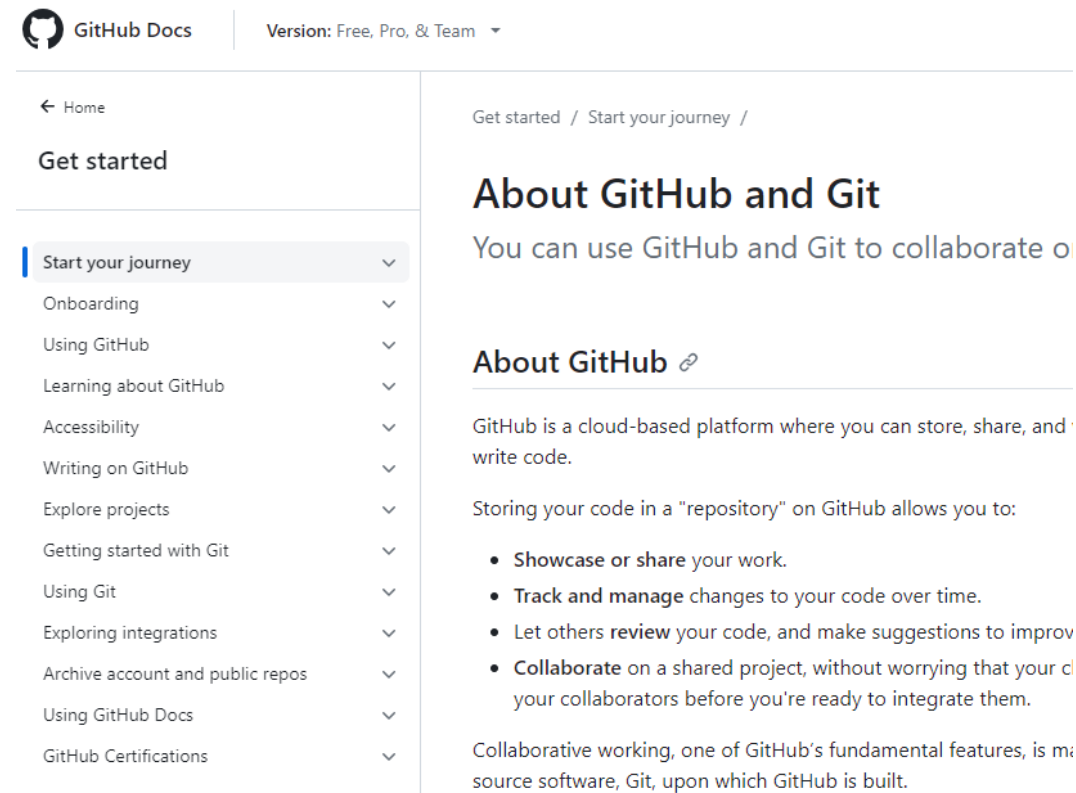 GitHub Docs
Version: Free, Pro, & Team
Home
Get started
Start your journey
Onboarding
Using GitHub
Learning about GitHub
Accessibility
Writing on GitHub
Explore projects
Getting started with Git
Using Git
Exploring integrations
Archive account and public repos
Using GitHub Docs
GitHub Certifications
Get started / Start your journey /
About GitHub and Git
You can use GitHub and Git to collaborate
About GitHub
GitHub is a cloud-based platform where you can store, share, and
write code.
Storing your code in a "repository" on GitHub allows you to:
• Showcase or share your work.
• Track and manage changes to your code over time.
• Let others review your code, and make suggestions to
• Collaborate on a shared project, without worrying that your
your collaborators before you're ready to integrate them.
Collaborative working, one of GitHub's fundamental features, is
source software, Git, upon which GitHub is built.